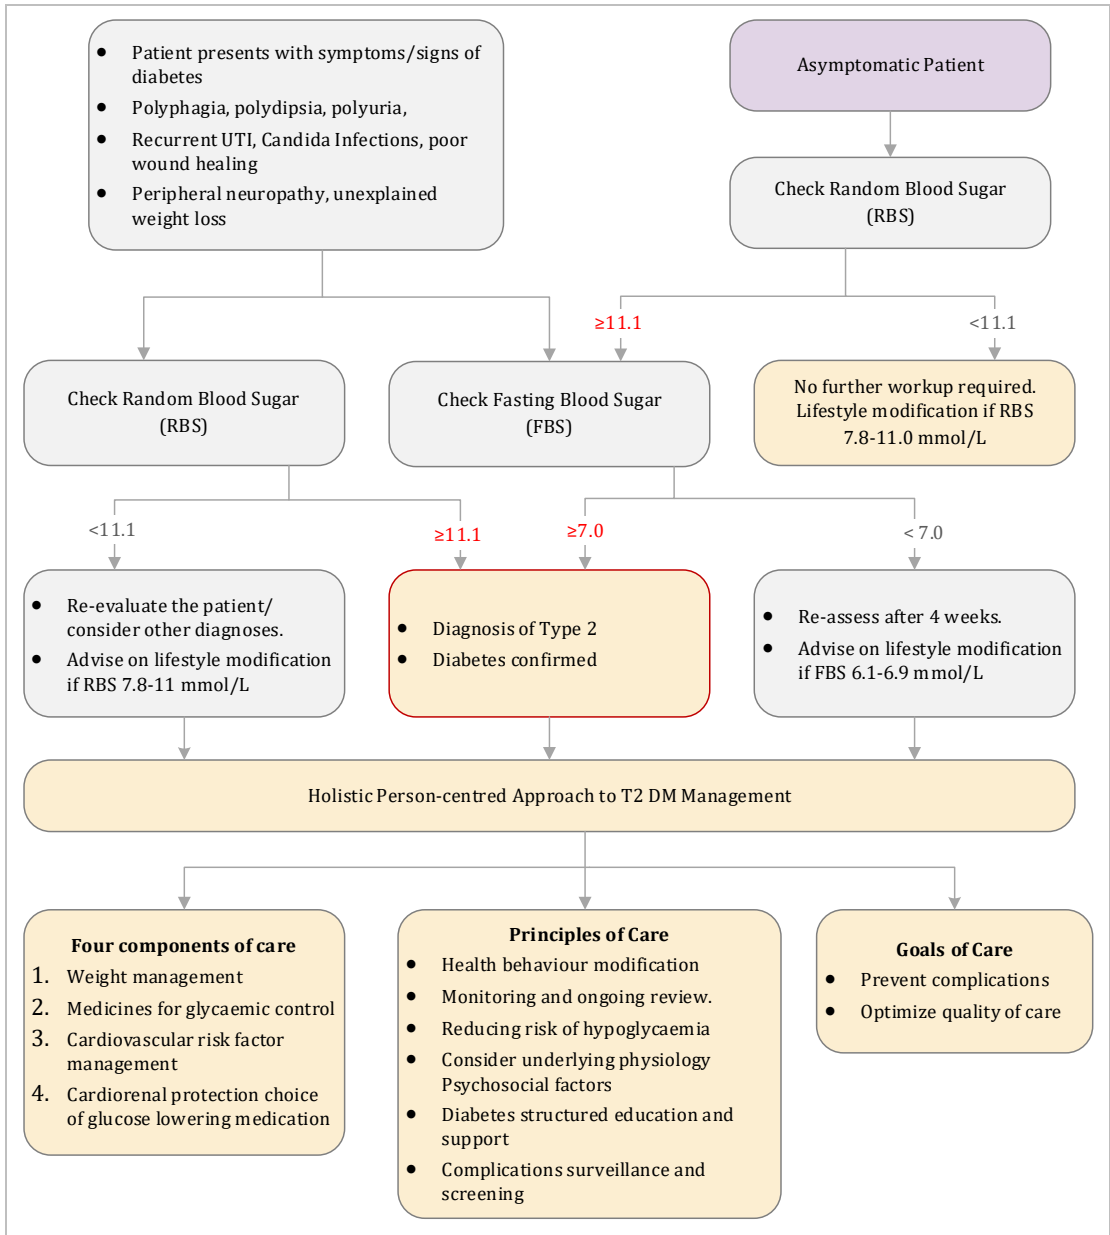 • Patient presents with symptoms/signs of
diabetes
• Polyphagia, polydipsia, polyuria,
• Recurrent UTI, Candida Infections, poor
wound healing
• Peripheral neuropathy, unexplained
weight loss
Asymptomatic Patient
Check Random Blood Sugar
(RBS)
≥11.1
<11.1
Check Random Blood Sugar
(RBS)
Check Fasting Blood Sugar
(FBS)
No further workup required.
Lifestyle modification if RBS
7.8-11.0 mmol/L
<11.1
≥11.1
≥7.0
< 7.0
• Re-evaluate the patient/
consider other diagnoses.
• Advise on lifestyle modification
if RBS 7.8-11 mmol/L
• Diagnosis of Type 2
• Diabetes confirmed
• Re-assess after 4 weeks.
• Advise on lifestyle modification
if FBS 6.1-6.9 mmol/L
Holistic Person-centred Approach to T2 DM Management
Four components of care
1. Weight management
2. Medicines for glycaemic control
3. Cardiovascular risk factor
management
4. Cardiorenal protection choice
of glucose lowering medication
Principles of Care
• Health behaviour modification
• Monitoring and ongoing review.
• Reducing risk of hypoglycaemia
• Consider underlying physiology
Psychosocial factors
• Diabetes structured education and
support
• Complications surveillance and
screening
Goals of Care
• Prevent complications
• Optimize quality of care